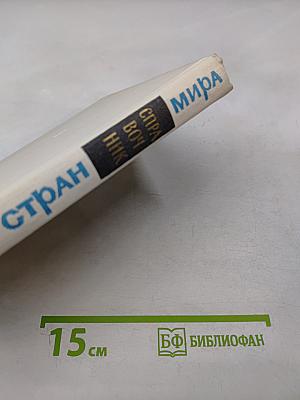 стран
СПРА
ВОЧ
НИК
мира
15 см
БФ БИБЛИОФАН